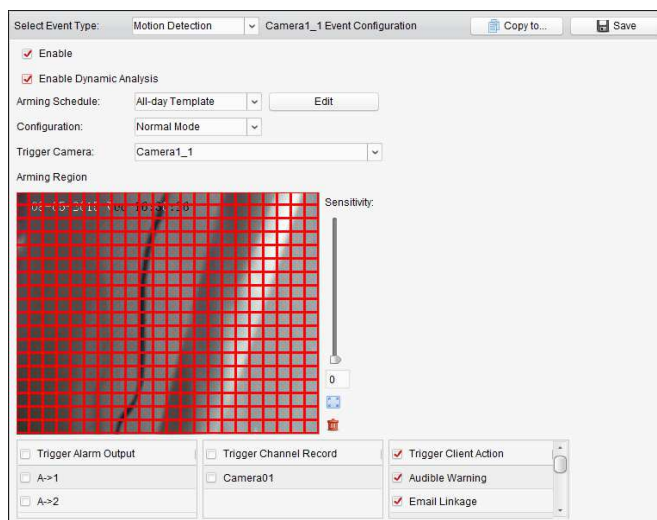 Select Event Type: Motion Detection Camera1_1 Event Configuration Copy to... Save
Enable
Enable Dynamic Analysis
Arming Schedule: All-day Template Edit
Configuration: Normal Mode
Trigger Camera: Camera1_1
Arming Region
Sensitivity:
0
Trigger Alarm Output Trigger Channel Record Trigger Client Action
A->1 Camera01 Audible Warning
A->2 Email Linkage